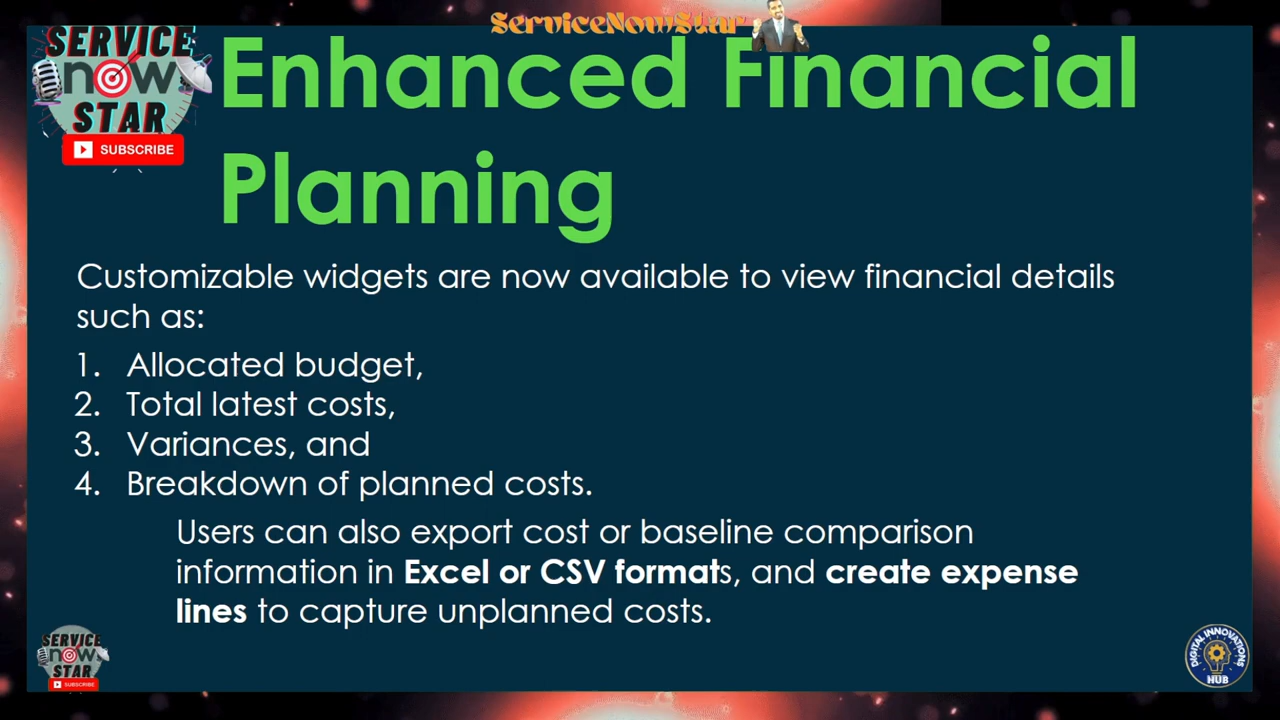 ServiceNowStar
SERVICE
now
STAR
SUBSCRIBE
Enhanced Financial
Planning
Customizable widgets are now available to view financial details
such as:
1. Allocated budget,
2. Total latest costs,
3. Variances, and
4. Breakdown of planned costs.
Users can also export cost or baseline comparison
information in Excel or CSV formats, and create expense
lines to capture unplanned costs.
SERVICE
now
STAR
SUBSCRIBE
DIGITAL INNOVATIONS
HUB